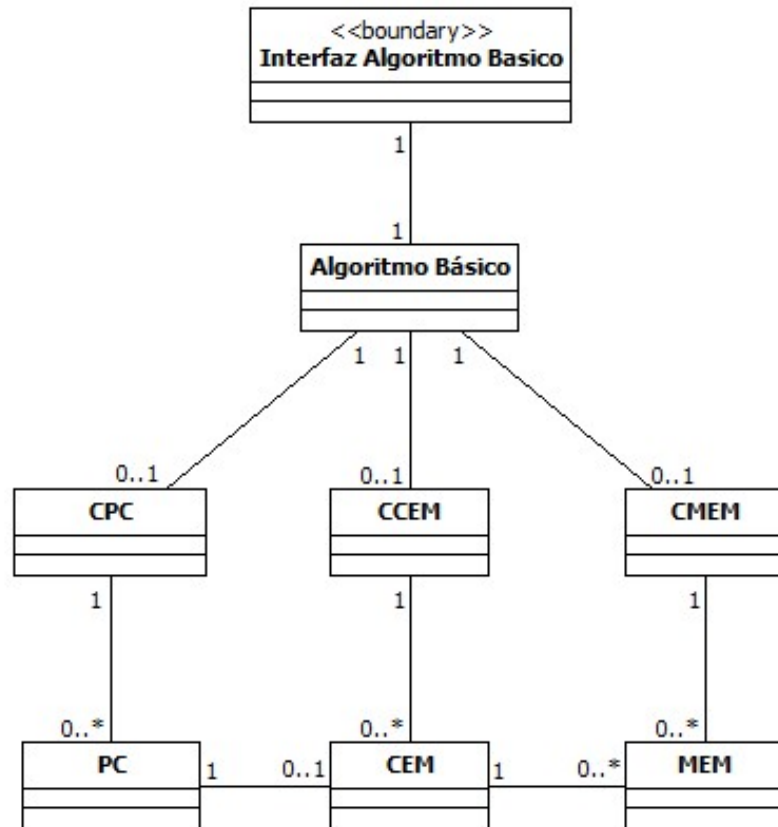 <<boundary>>
Interfaz Algoritmo Basico
1
1
Algoritmo Básico
1 1 1
0..1 0..1 0..1
CPC CCEM CMEM
1 1 1
0..* 0..* 0..*
PC CEM MEM
1 0..1 1 0..*